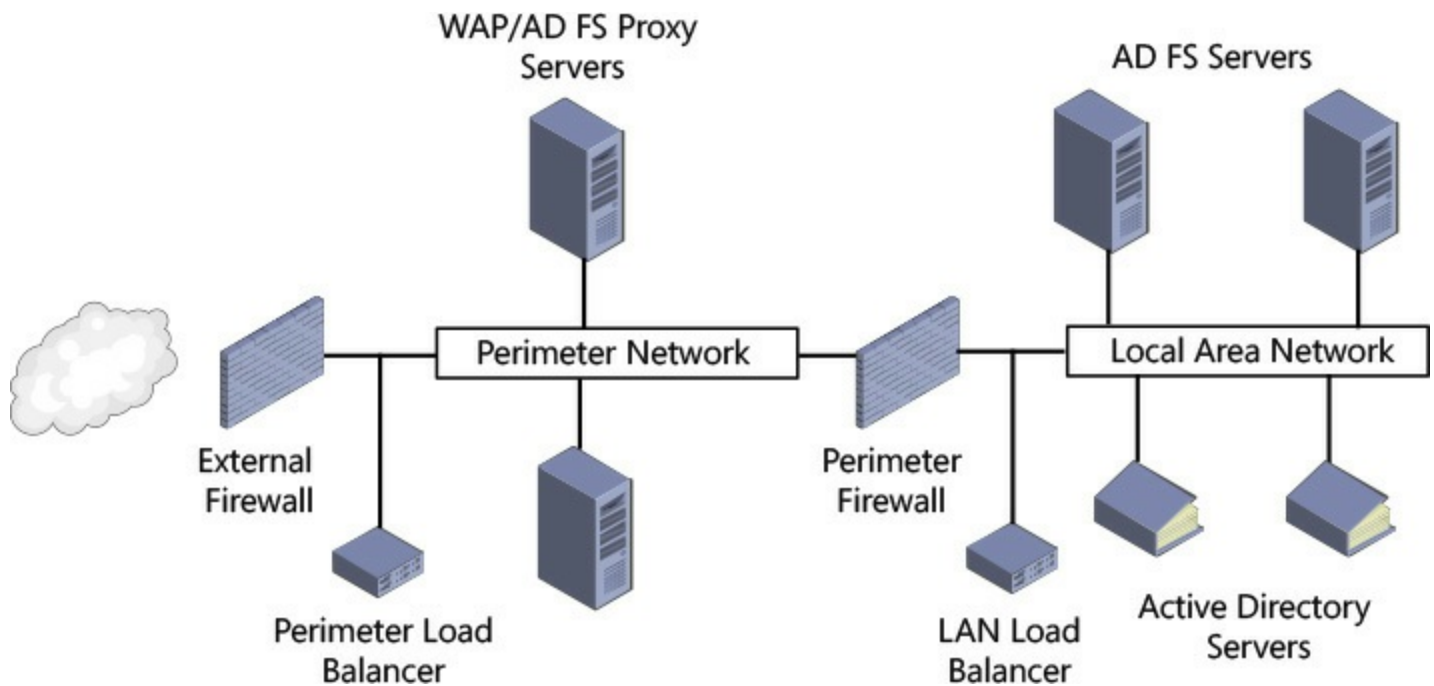 WAP/AD FS Proxy
Servers
AD FS Servers
Perimeter Network
Local Area Network
External
Firewall
Perimeter
Firewall
Perimeter Load
Balancer
LAN Load
Balancer
Active Directory
Servers